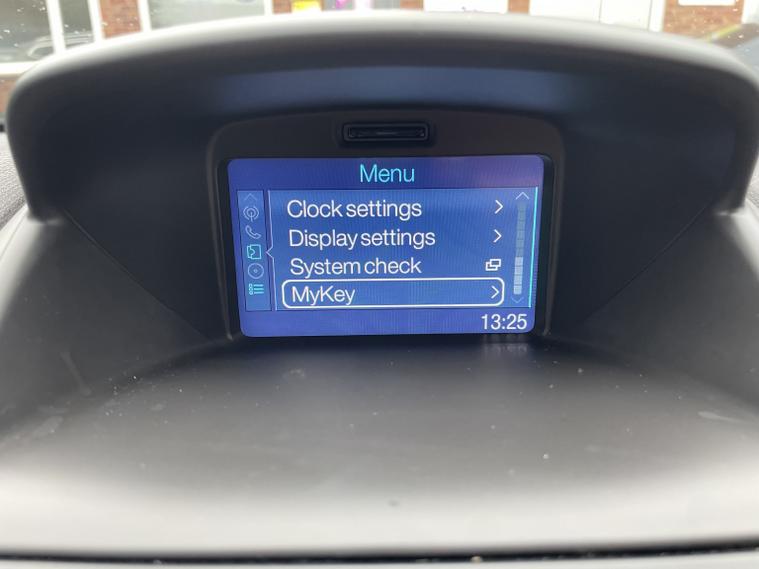 Menu
Clock settings
Display settings
System check
MyKey
13:25